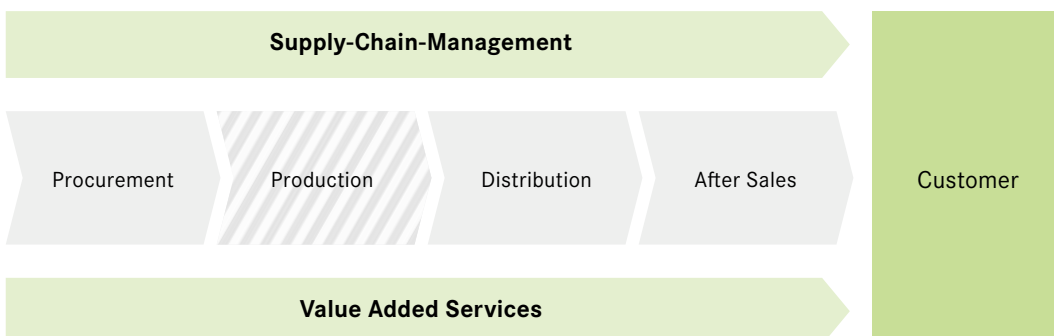 Supply-Chain-Management
Procurement
Production
Distribution
After Sales
Customer
Value Added Services